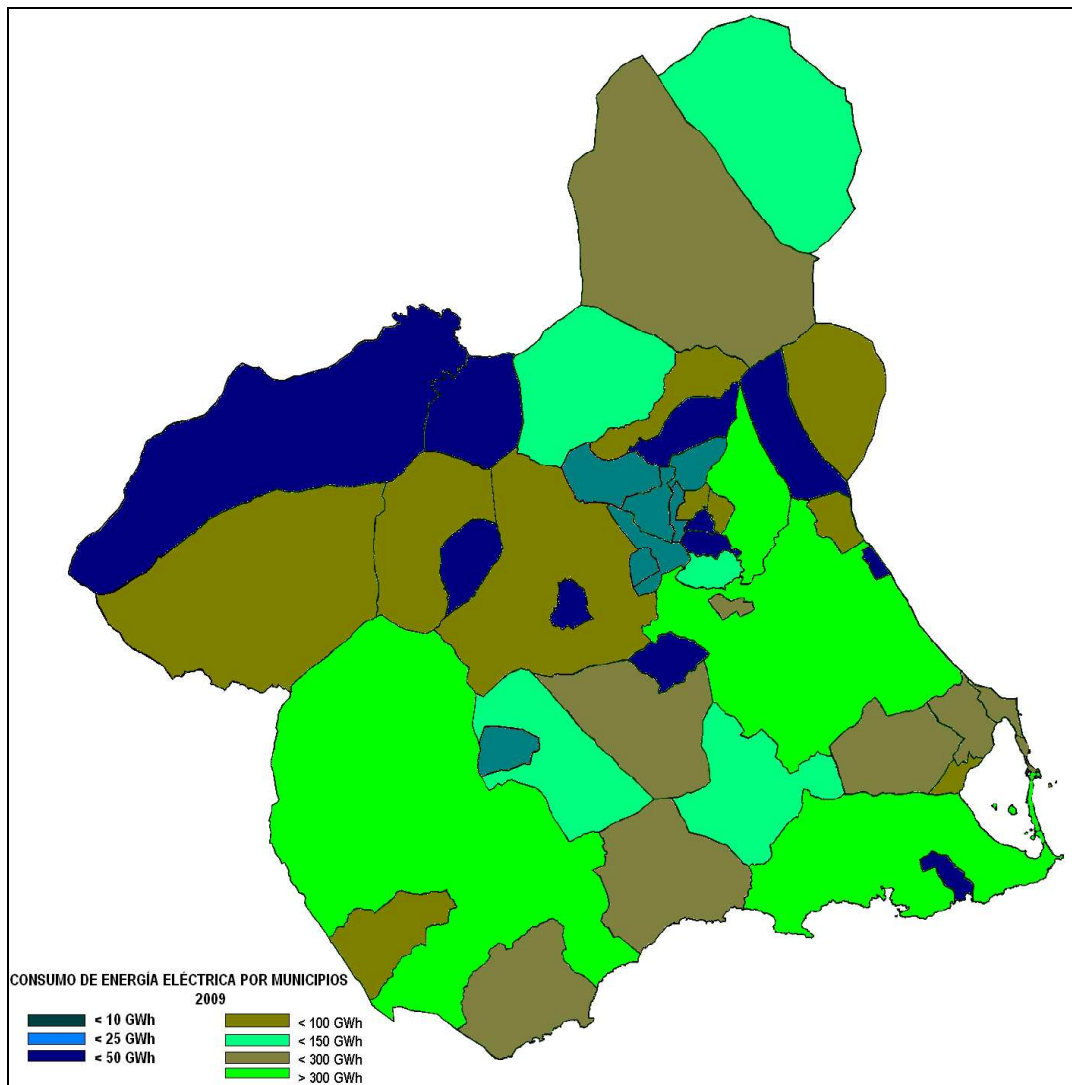 CONSUMO DE ENERGÍA ELÉCTRICA POR MUNICIPIOS
2009
< 10 GWh
< 25 GWh
< 50 GWh
< 100 GWh
< 150 GWh
< 300 GWh
> 300 GWh